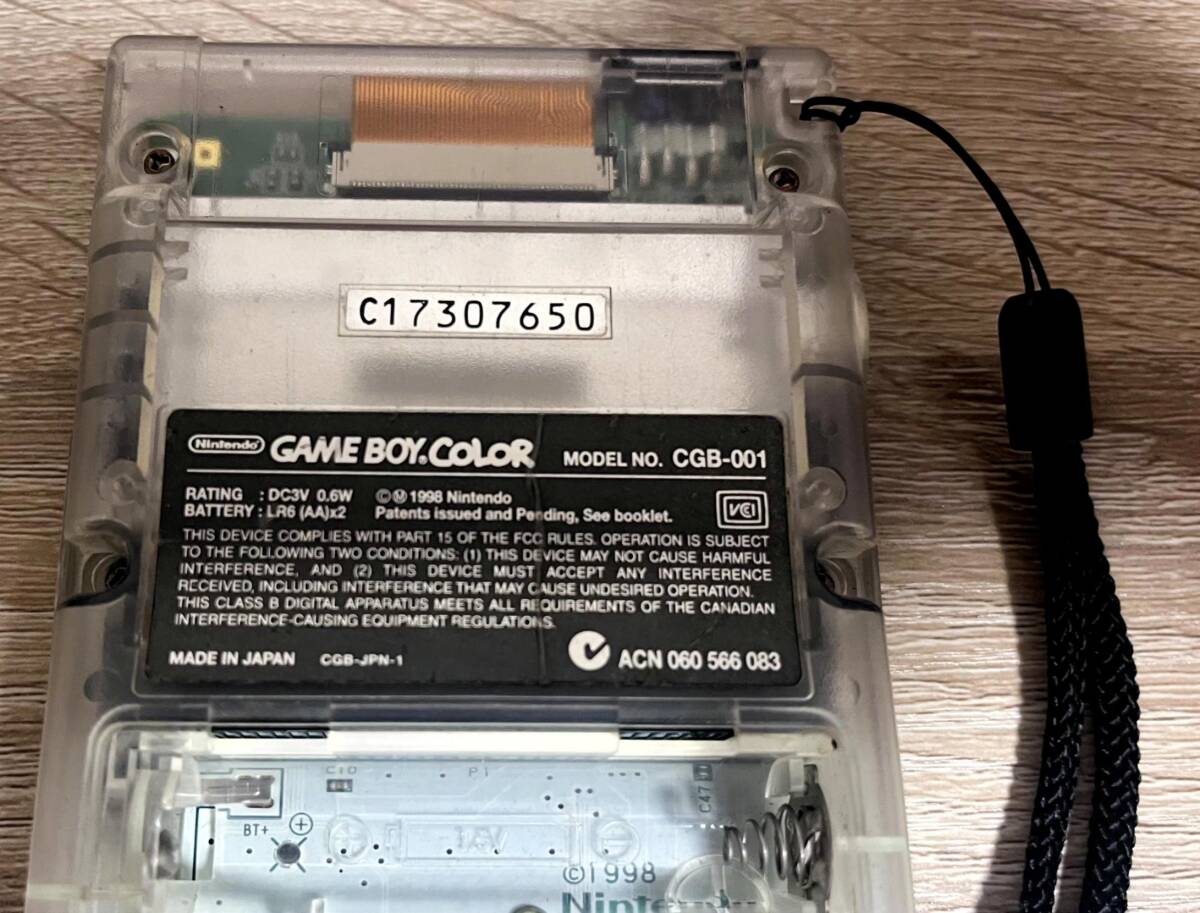 C17307650
Nintendo GAME BOY COLOR MODEL NO. CGB-001
RATING : DC3V 0.6W ©Ⓜ1998 Nintendo
BATTERY : LR6 (AA)x2 Patents issued and Pending, See booklet.
VCI
THIS DEVICE COMPLIES WITH PART 15 OF THE FCC RULES. OPERATION IS SUBJECT
TO THE FOLLOWING TWO CONDITIONS: (1) THIS DEVICE MAY NOT CAUSE HARMFUL
INTERFERENCE, AND (2) THIS DEVICE MUST ACCEPT ANY INTERFERENCE
RECEIVED, INCLUDING INTERFERENCE THAT MAY CAUSE UNDESIRED OPERATION.
THIS CLASS B DIGITAL APPARATUS MEETS ALL REQUIREMENTS OF THE CANADIAN
INTERFERENCE-CAUSING EQUIPMENT REGULATIONS.
MADE IN JAPAN CGB-JPN-1 ACN 060 566 083
C10 P1
C47
BT+
1.5V
©1998
Nintendo